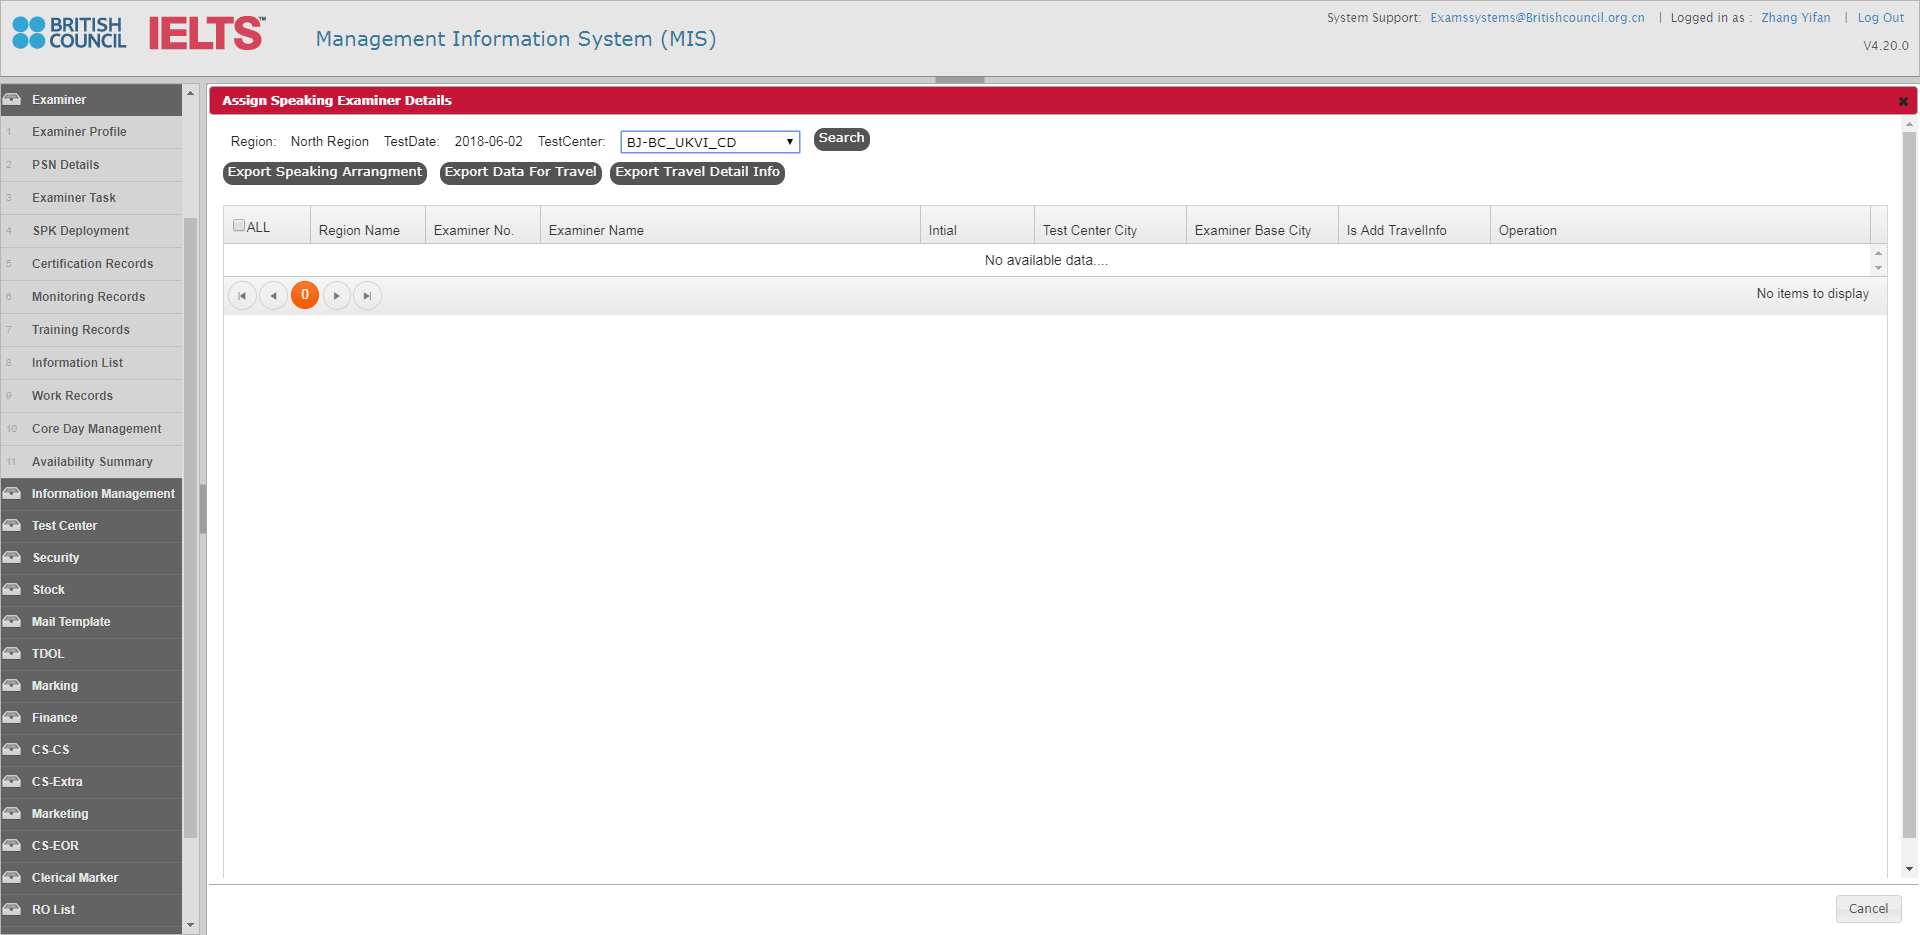 BRITISH
COUNCIL
IELTS™
Management Information System (MIS)
System Support: Examssystems@Britishcouncil.org.cn | Logged in as : Zhang Yifan | Log Out
V4.20.0
Examiner
1 Examiner Profile
2 PSN Details
3 Examiner Task
4 SPK Deployment
5 Certification Records
6 Monitoring Records
7 Training Records
8 Information List
9 Work Records
10 Core Day Management
11 Availability Summary
Information Management
Test Center
Security
Stock
Mail Template
TDOL
Marking
Finance
CS-CS
CS-Extra
Marketing
CS-EOR
Clerical Marker
RO List
Assign Speaking Examiner Details
Region: North Region TestDate: 2018-06-02 TestCenter: BJ-BC_UKVI_CD Search
Export Speaking Arrangment Export Data For Travel Export Travel Detail Info
ALL Region Name Examiner No. Examiner Name Intial Test Center City Examiner Base City Is Add TravelInfo Operation
No available data....
0 No items to display
Cancel